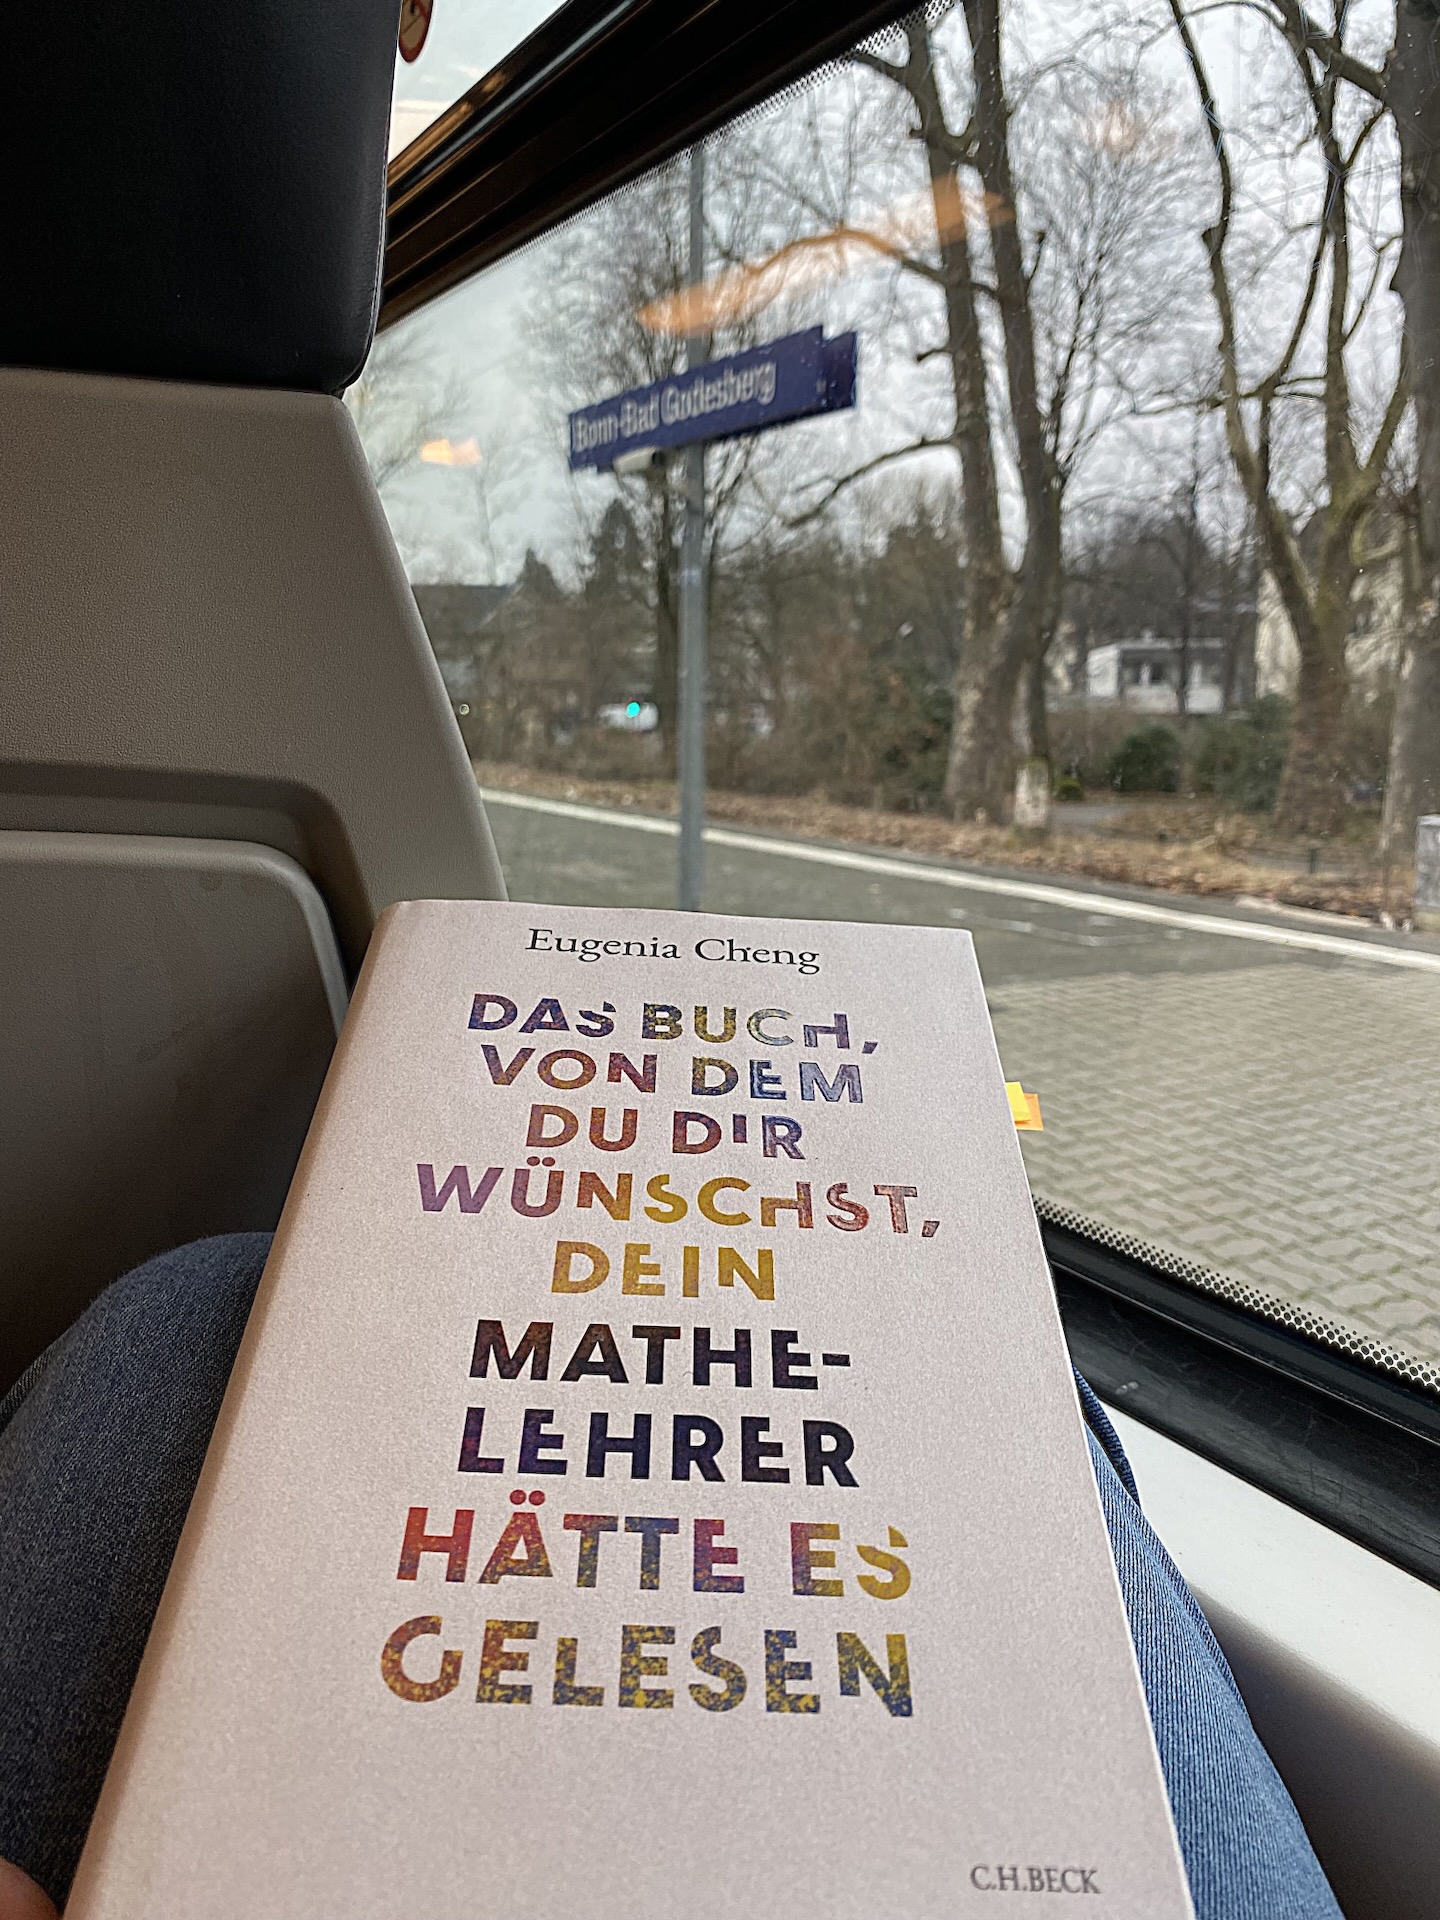 Bonn-Bad Godesberg
Eugenia Cheng
DAS BUCH,
VON DEM
DU DIR
WÜNSCHST,
DEIN
MATHE-
LEHRER
HÄTTE ES
GELESEN
C.H.BECK